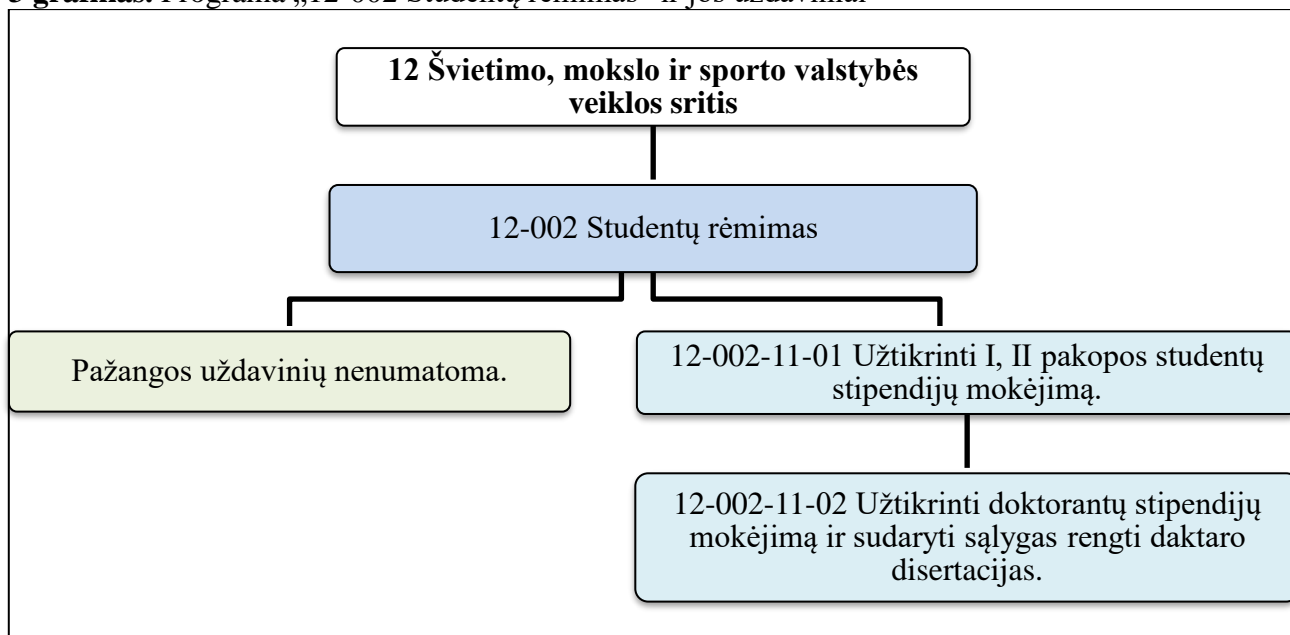 3 grafikas. Programa „12-002 Studentų rėmimas“ ir jos uždaviniai
12 Švietimo, mokslo ir sporto valstybės
veiklos sritis
12-002 Studentų rėmimas
Pažangos uždavinių nenumatoma.
12-002-11-01 Užtikrinti I, II pakopos studentų
stipendijų mokėjimą.
12-002-11-02 Užtikrinti doktorantų stipendijų
mokėjimą ir sudaryti sąlygas rengti daktaro
disertacijas.